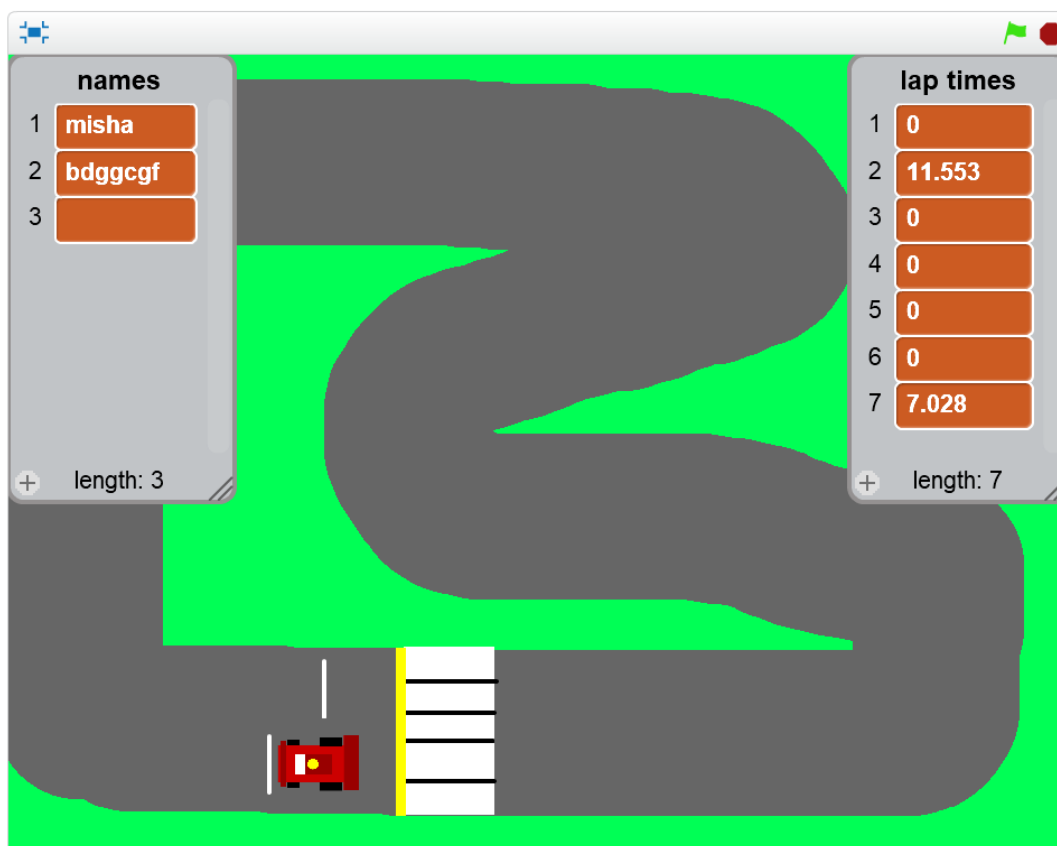 names
1 misha
2 bdggcgf
3
length: 3
lap times
1 0
2 11.553
3 0
4 0
5 0
6 0
7 7.028
length: 7